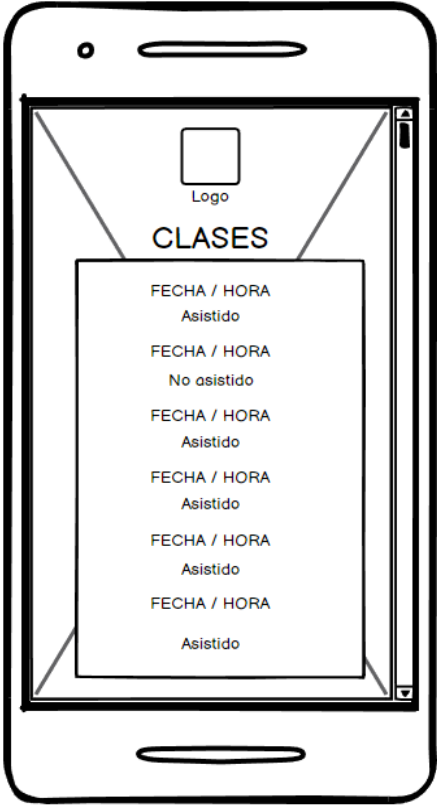 Logo
CLASES
FECHA / HORA
Asistido
FECHA / HORA
No asistido
FECHA / HORA
Asistido
FECHA / HORA
Asistido
FECHA / HORA
Asistido
FECHA / HORA
Asistido